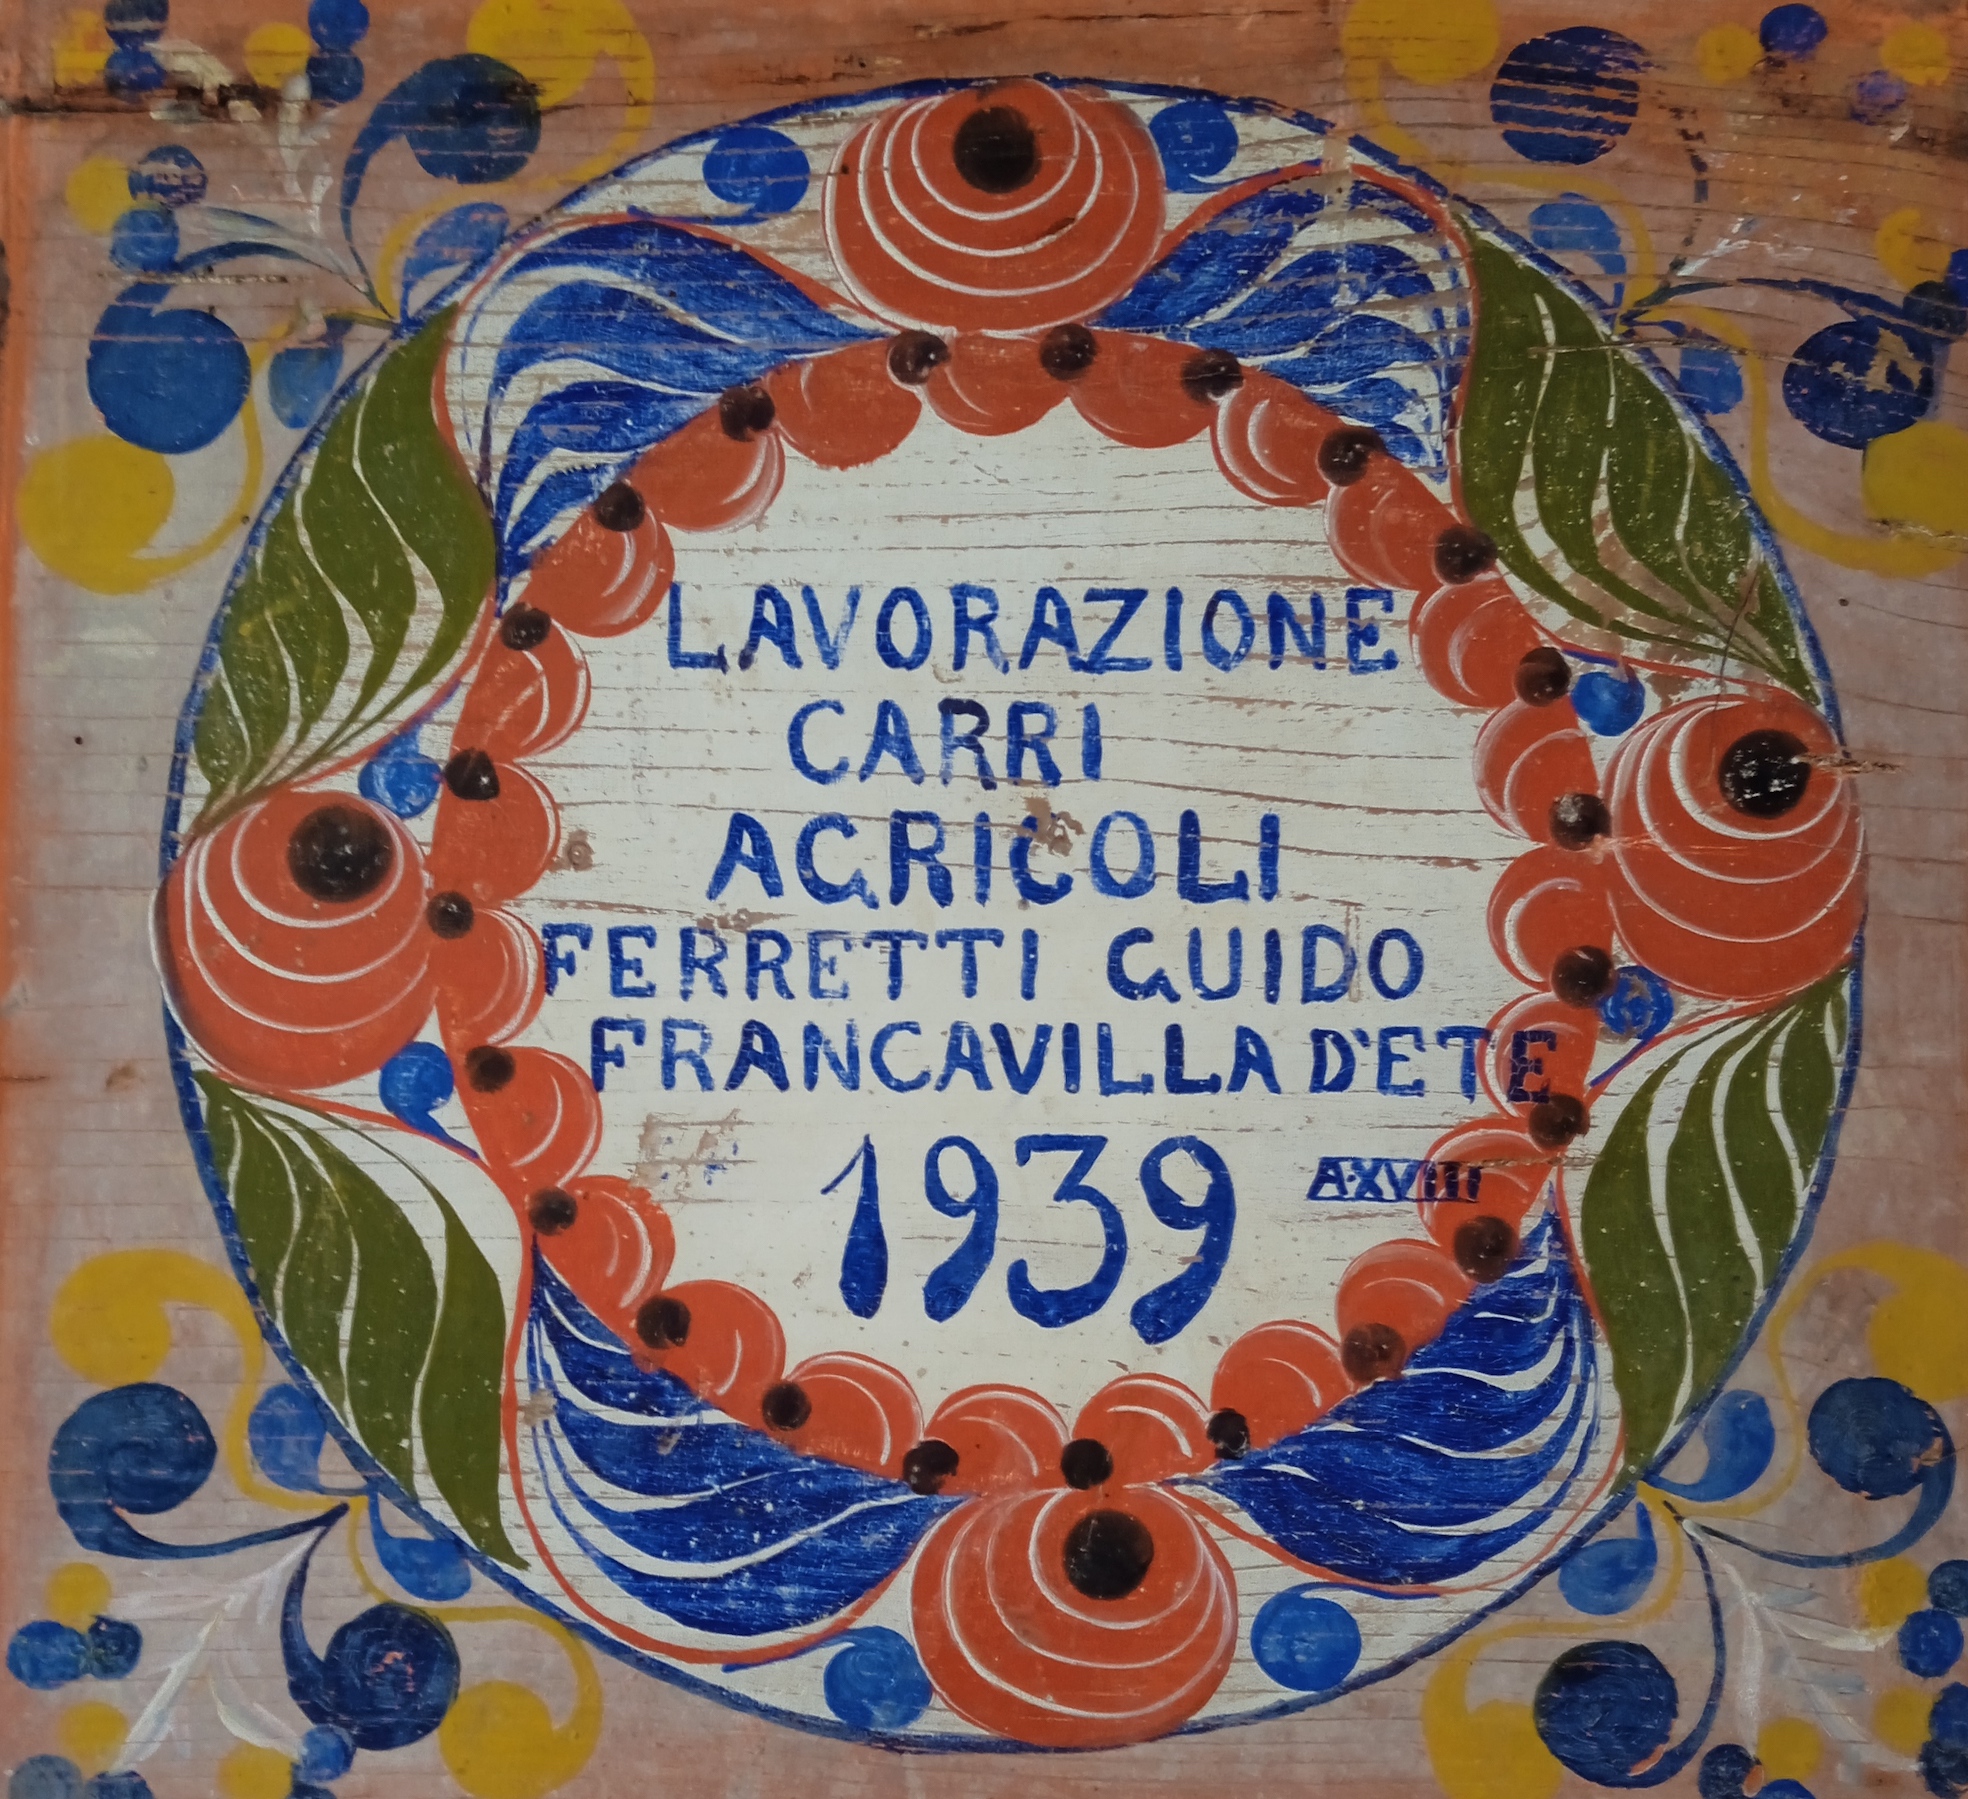 LAVORAZIONE
CARRI
AGRICOLI
FERRETTI GUIDO
FRANCAVILLA D'ETE
1939 A·XVIII